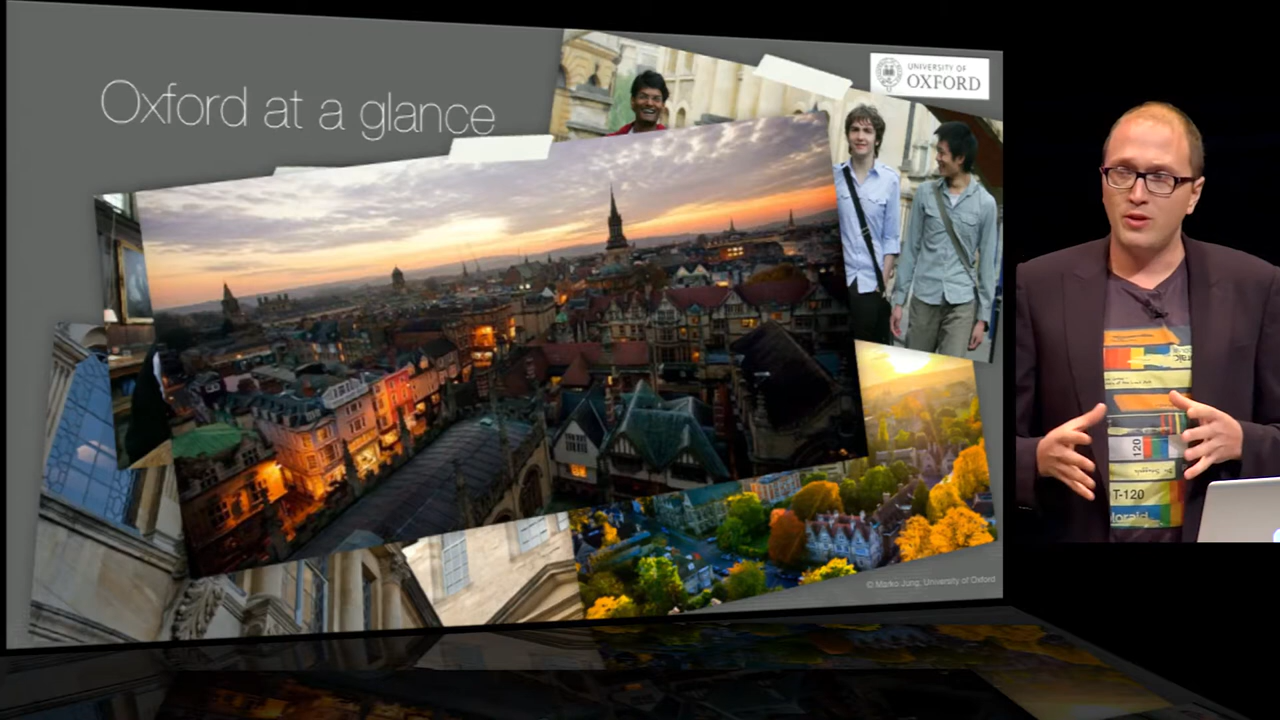 Oxford at a glance
UNIVERSITY OF
OXFORD
120
T-120
© Marko Jung, University of Oxford